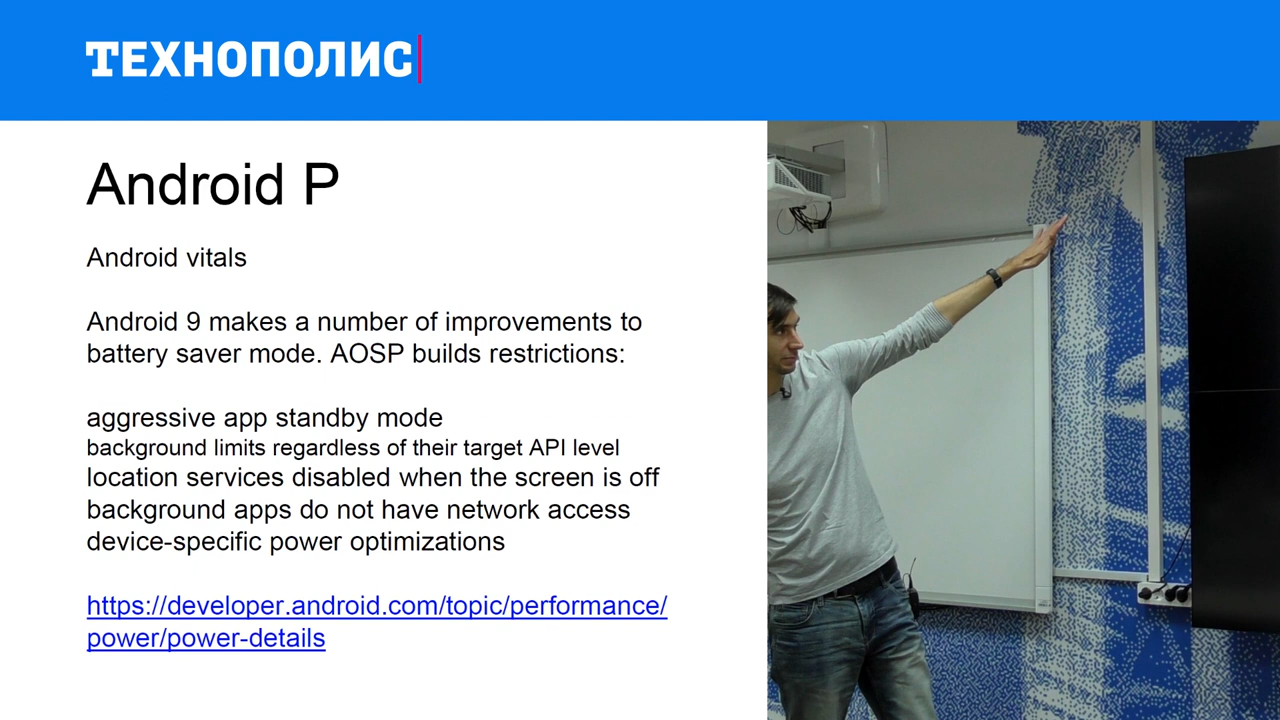 ТЕХНОПОЛИС
Android P
Android vitals
Android 9 makes a number of improvements to
battery saver mode. AOSP builds restrictions:
aggressive app standby mode
background limits regardless of their target API level
location services disabled when the screen is off
background apps do not have network access
device-specific power optimizations
https://developer.android.com/topic/performance/
power/power-details